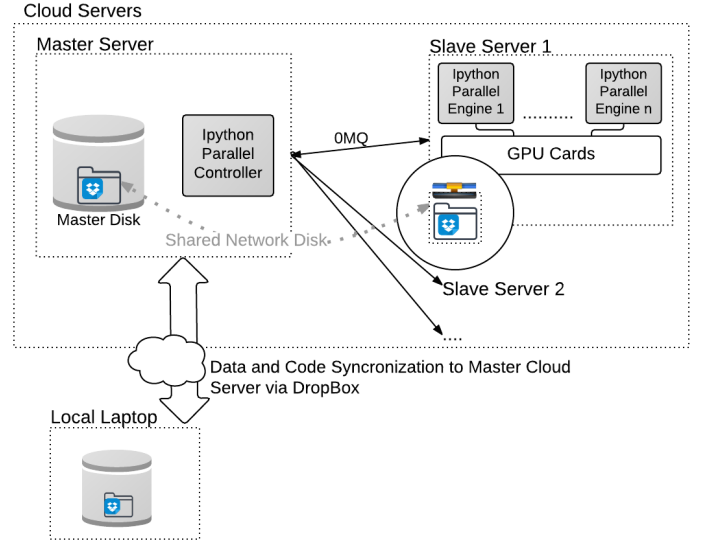 Cloud Servers
Master Server
Slave Server 1
Ipython
Parallel
Engine 1
..........
Ipython
Parallel
Engine n
Ipython
Parallel
Controller
0MQ
GPU Cards
Master Disk
Shared Network Disk
Slave Server 2
....
Data and Code Syncronization to Master Cloud
Server via DropBox
Local Laptop